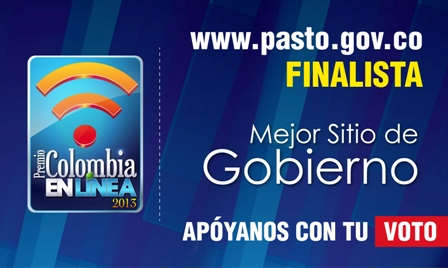 www.pasto.gov.co
FINALISTA
Premio
Colombia
EN LÍNEA
2013
Mejor Sitio de
Gobierno
APÓYANOS CON TU VOTO